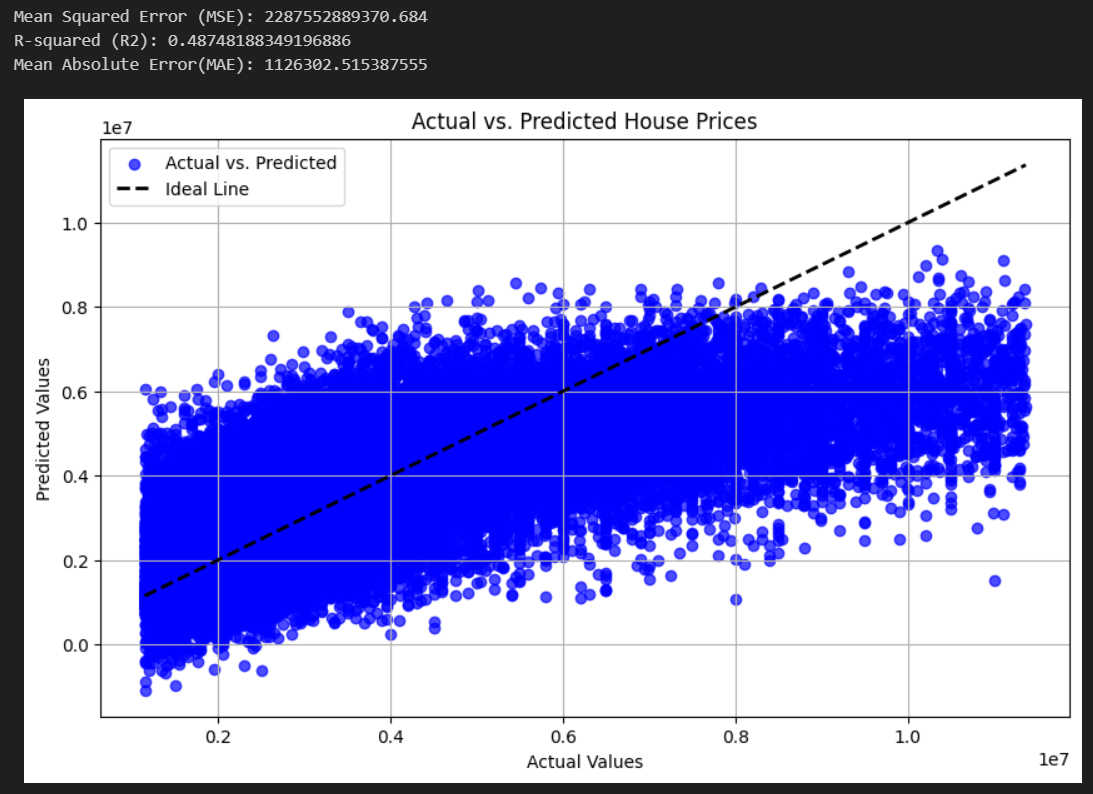 Mean Squared Error (MSE): 2287552889370.684
R-squared (R2): 0.48748188349196886
Mean Absolute Error(MAE): 1126302.515387555
Actual vs. Predicted House Prices
1e7
Actual vs. Predicted
Ideal Line
1.0
0.8
0.6
0.4
0.2
0.0
Predicted Values
0.2 0.4 0.6 0.8 1.0
Actual Values
1e7